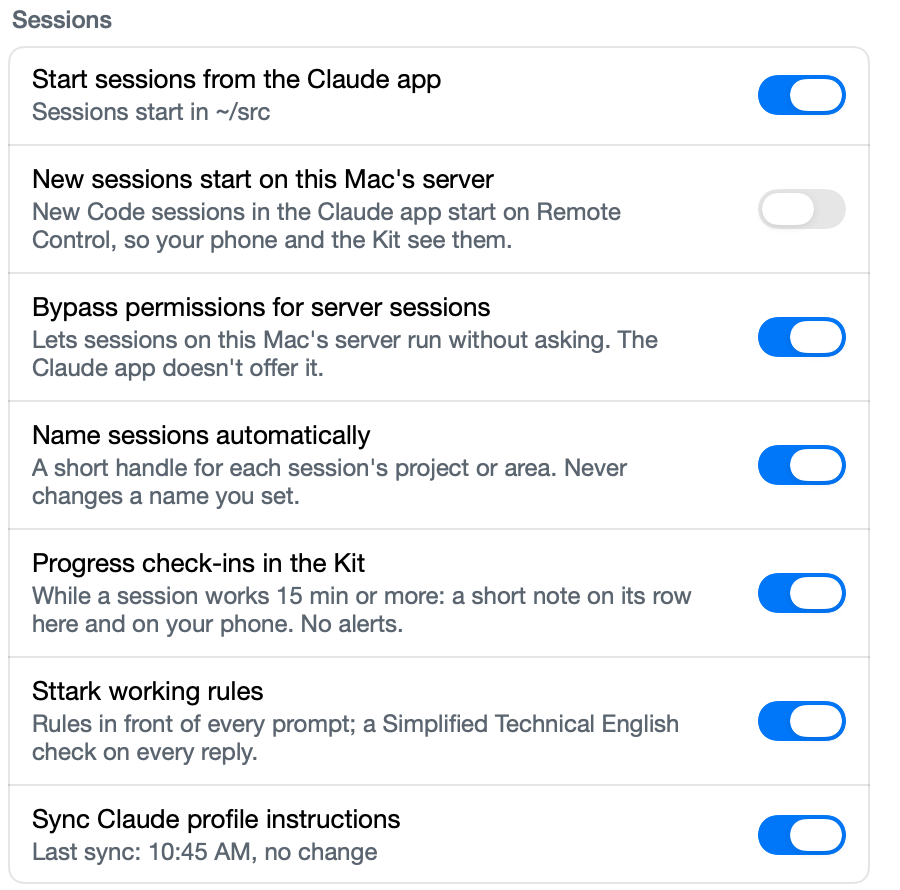 Sessions
Start sessions from the Claude app
Sessions start in ~/src
New sessions start on this Mac's server
New Code sessions in the Claude app start on Remote
Control, so your phone and the Kit see them.
Bypass permissions for server sessions
Lets sessions on this Mac's server run without asking. The
Claude app doesn't offer it.
Name sessions automatically
A short handle for each session's project or area. Never
changes a name you set.
Progress check-ins in the Kit
While a session works 15 min or more: a short note on its row
here and on your phone. No alerts.
Sttark working rules
Rules in front of every prompt; a Simplified Technical English
check on every reply.
Sync Claude profile instructions
Last sync: 10:45 AM, no change